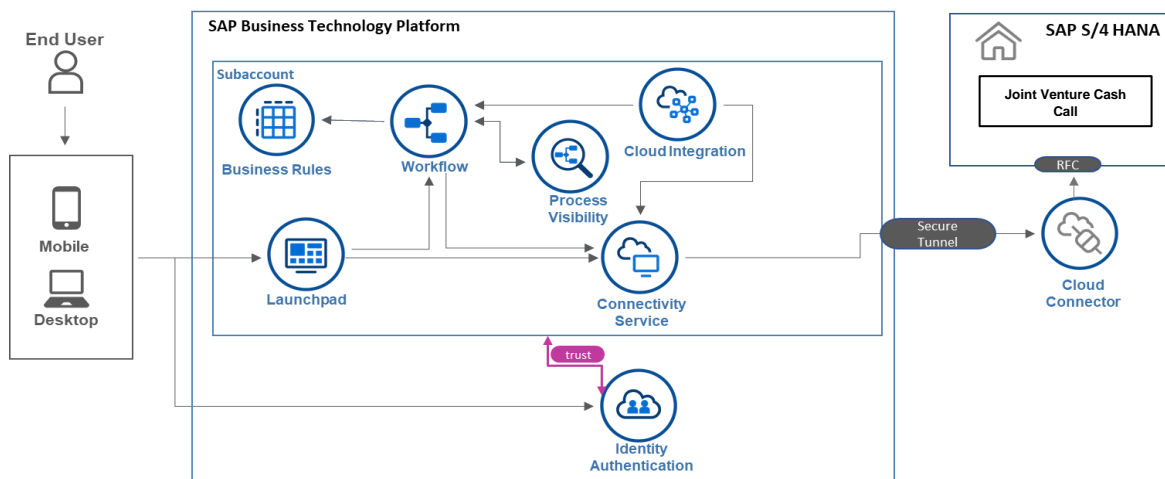 SAP Business Technology Platform
SAP S/4 HANA
End User
Subaccount
Joint Venture Cash
Call
Business Rules
Workflow
Cloud Integration
Process
Visibility
RFC
Mobile
Desktop
Launchpad
Connectivity
Service
Secure
Tunnel
Cloud
Connector
trust
Identity
Authentication